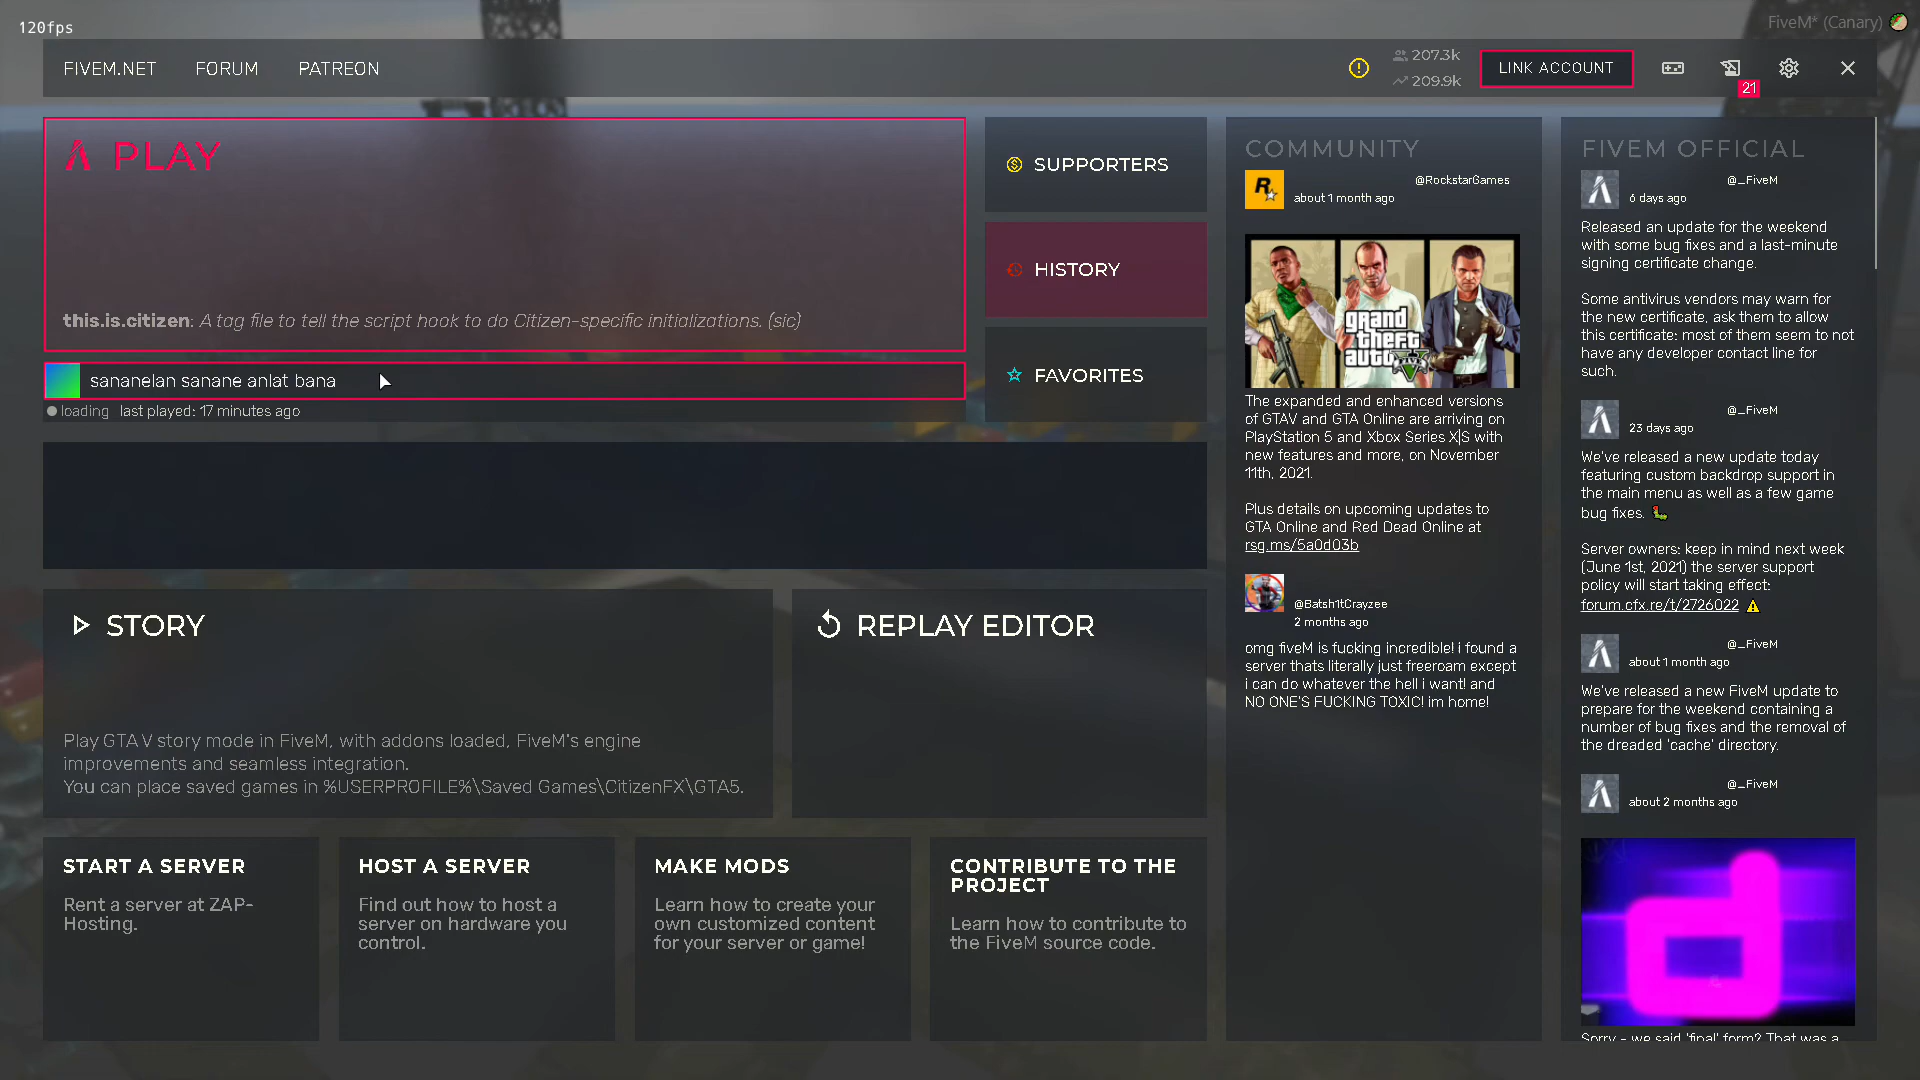 120fps
FiveM* (Canary)
FIVEM.NET
FORUM
PATREON
207.3k
209.9k
LINK ACCOUNT
21
PLAY
this.is.citizen: A tag file to tell the script hook to do Citizen-specific initializations. (sic)
sananelan sanane anlat bana
loading
last played: 17 minutes ago
SUPPORTERS
HISTORY
FAVORITES
STORY
Play GTA V story mode in FiveM, with addons loaded, FiveM's engine
improvements and seamless integration.
You can place saved games in %USERPROFILE%\Saved Games\CitizenFX\GTA5.
REPLAY EDITOR
START A SERVER
Rent a server at ZAP-
Hosting.
HOST A SERVER
Find out how to host a
server on hardware you
control.
MAKE MODS
Learn how to create your
own customized content
for your server or game!
CONTRIBUTE TO THE
PROJECT
Learn how to contribute to
the FiveM source code.
COMMUNITY
@RockstarGames
about 1 month ago
grand
theft
auto V
The expanded and enhanced versions
of GTAV and GTA Online are arriving on
PlayStation 5 and Xbox Series X|S with
new features and more, on November
11th, 2021.
Plus details on upcoming updates to
GTA Online and Red Dead Online at
rsg.ms/5a0d03b
@Batsh1tCrayzee
2 months ago
omg fiveM is fucking incredible! i found a
server thats literally just freeroam except
i can do whatever the hell i want! and
NO ONE'S FUCKING TOXIC! im home!
FIVEM OFFICIAL
@_FiveM
6 days ago
Released an update for the weekend
with some bug fixes and a last-minute
signing certificate change.
Some antivirus vendors may warn for
the new certificate, ask them to allow
this certificate: most of them seem to not
have any developer contact line for
such.
@_FiveM
23 days ago
We've released a new update today
featuring custom backdrop support in
the main menu as well as a few game
bug fixes. 🐛
Server owners: keep in mind next week
(June 1st, 2021) the server support
policy will start taking effect:
forum.cfx.re/t/2726022 ⚠️
@_FiveM
about 1 month ago
We've released a new FiveM update to
prepare for the weekend containing a
number of bug fixes and the removal of
the dreaded 'cache' directory.
@_FiveM
about 2 months ago
Sorry - we said 'final' form? That was a